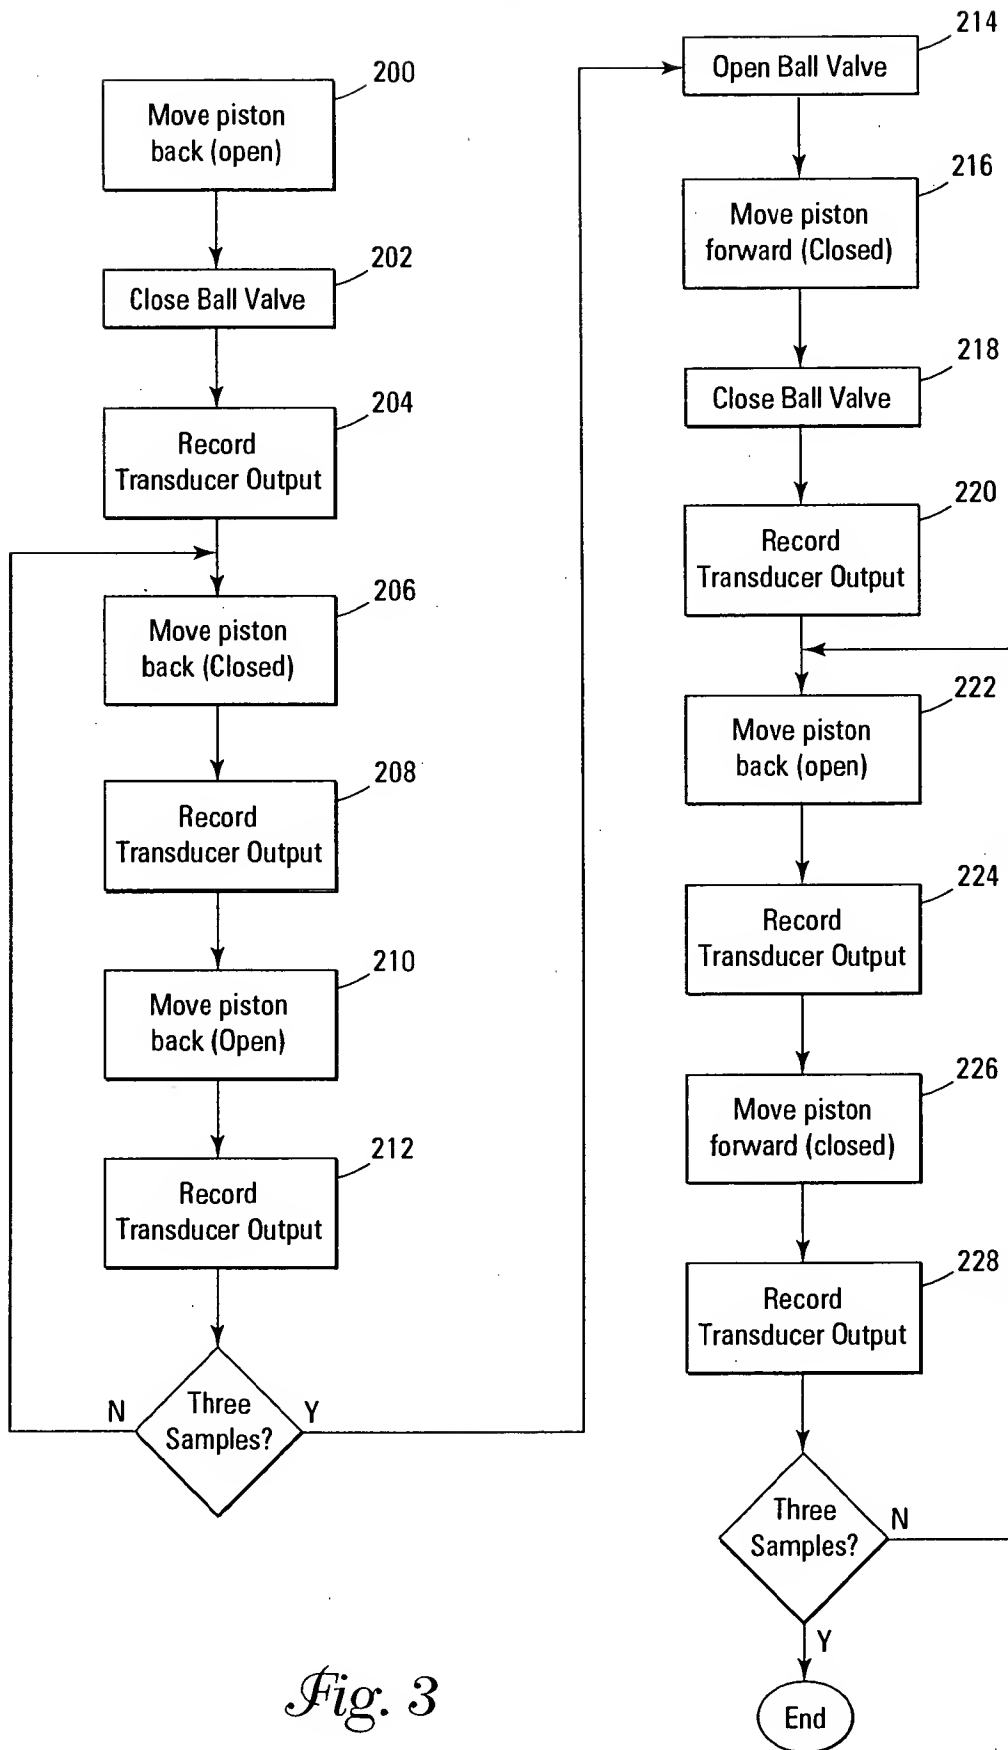 200
Move piston
back (open)
202
Close Ball Valve
204
Record
Transducer Output
206
Move piston
back (Closed)
208
Record
Transducer Output
210
Move piston
back (Open)
212
Record
Transducer Output
Three
Samples?
N
Y
214
Open Ball Valve
216
Move piston
forward (Closed)
218
Close Ball Valve
220
Record
Transducer Output
222
Move piston
back (open)
224
Record
Transducer Output
226
Move piston
forward (closed)
228
Record
Transducer Output
Three
Samples?
N
Y
End
Fig. 3